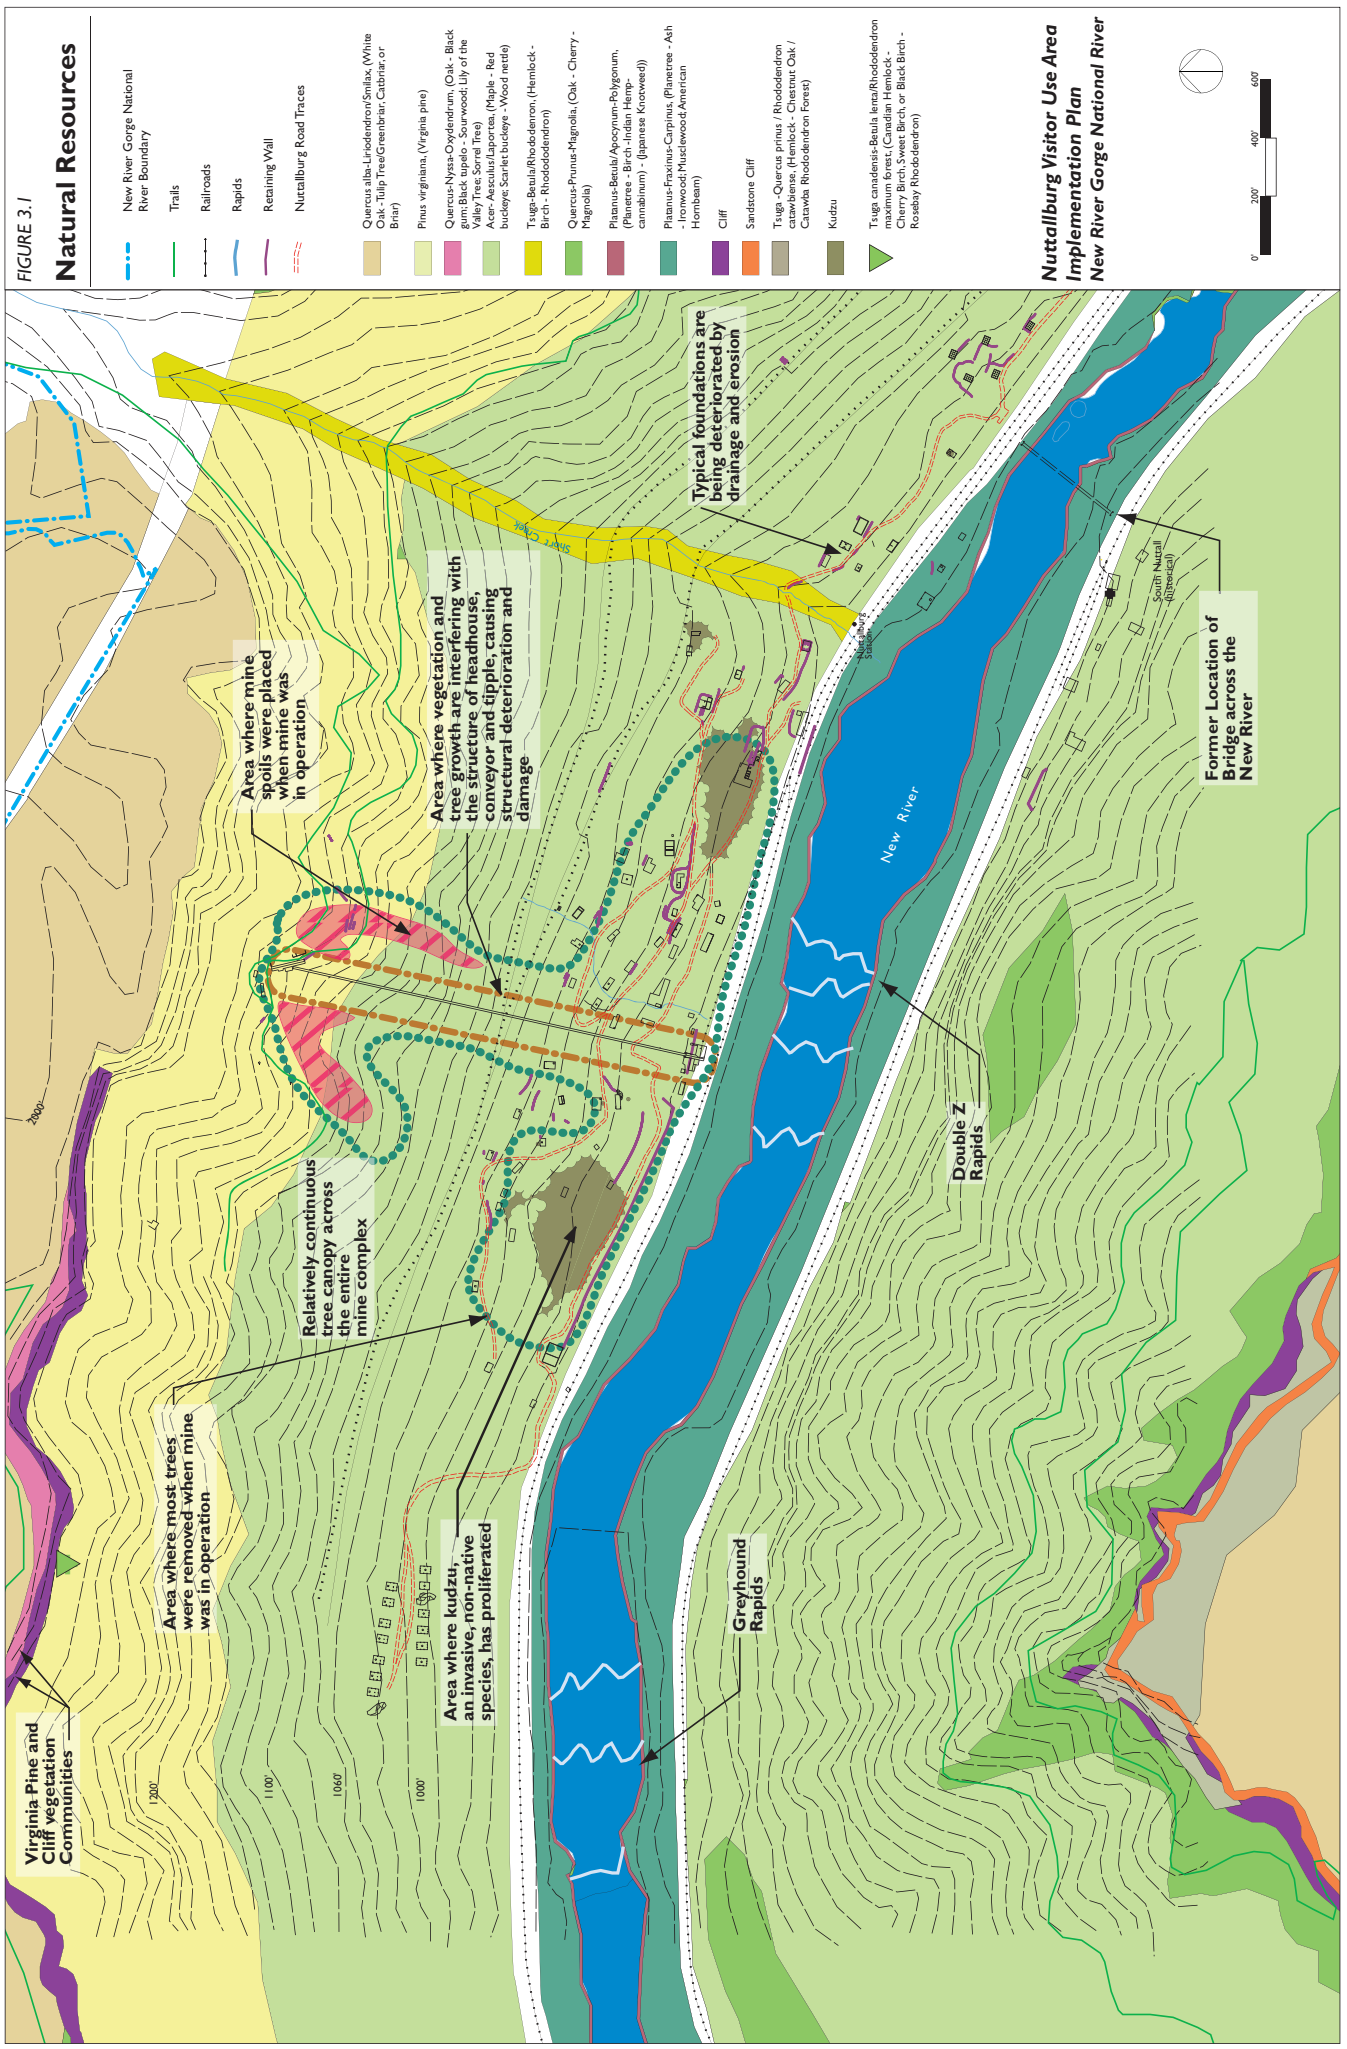 FIGURE 3.1
Natural Resources
New River Gorge National
River Boundary
Trails
Railroads
Rapids
Retaining Wall
Nuttallburg Road Traces
Quercus alba-Liriodendron/Smilax, (White
Oak -Tulip Tree/Greenbriar, Catbriar, or
Briar)
Pinus virginiana, (Virginia pine)
Quercus-Nyssa-Oxydendrum, (Oak - Black
gum; Black tupelo - Sourwood; Lily of the
Valley Tree; Sorrel Tree)
Acer- Aesculus/Laportea, (Maple - Red
buckeye; Scarlet buckeye - Wood nettle)
Tsuga-Betula/Rhododenron, (Hemlock -
Birch - Rhodododendron)
Quercus-Prunus-Magnolia, (Oak - Cherry -
Magnolia)
Platanus-Betula/Apocynum-Polygonum,
(Planetree - Birch -Indian Hemp-
cannabinum) - (Japanese Knotweed))
Platanus-Fraxinus-Carpinus, (Planetree - Ash
- Ironwood; Musclewood; American
Hornbeam)
Cliff
Sandstone Cliff
Tsuga -Quercus prinus / Rhododendron
catawbiense, (Hemlock - Chestnut Oak /
Catawba Rhododendron Forest)
Kudzu
Tsuga canadensis-Betula lenta/Rhododendron
maximum forest, (Canadian Hemlock -
Cherry Birch, Sweet Birch, or Black Birch -
Rosebay Rhododendron)
Nuttallburg Visitor Use Area
Implementation Plan
New River Gorge National River
0'
200'
400'
600'
Virginia Pine and
Cliff vegetation
Communities
Area where most trees
were removed when mine
was in operation
Relatively continuous
tree canopy across
the entire
mine complex
Area where mine
spoils were placed
when mine was
in operation
Area where vegetation and
tree growth are interfering with
the structure of headhouse,
conveyor and tipple, causing
structural deterioration and
damage
Typical foundations are
being deteriorated by
drainage and erosion
Area where kudzu,
an invasive, non-native
species, has proliferated
Greyhound
Rapids
Double Z
Rapids
Former Location of
Bridge across the
New River
New River
Short Creek
Nuttallburg
Station
South Nuttall
(historical)
2000'
1200'
1100'
1060'
1000'